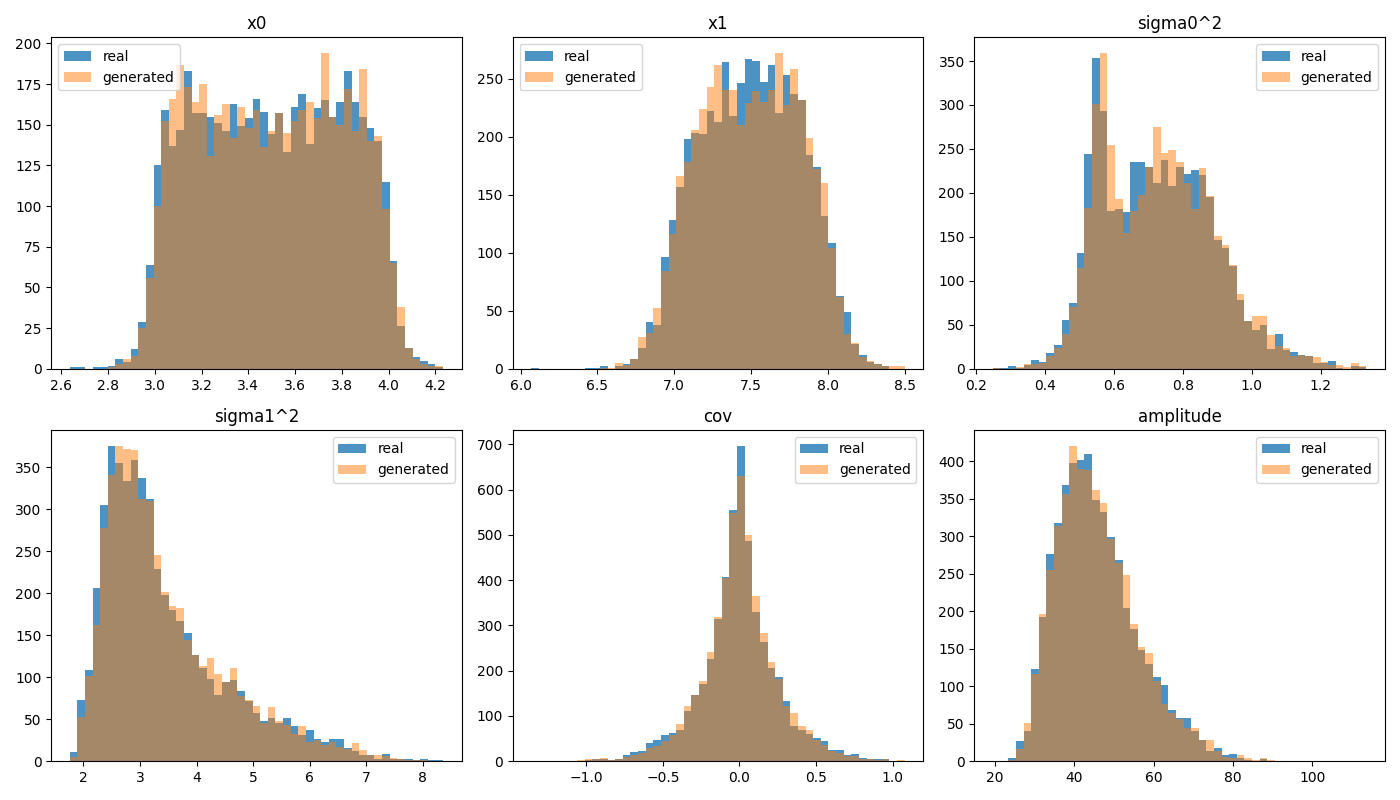 x0
real
generated
200
175
150
125
100
75
50
25
0
2.6 2.8 3.0 3.2 3.4 3.6 3.8 4.0 4.2
x1
real
generated
250
200
150
100
50
0
6.0 6.5 7.0 7.5 8.0 8.5
sigma0^2
real
generated
350
300
250
200
150
100
50
0
0.2 0.4 0.6 0.8 1.0 1.2
sigma1^2
real
generated
350
300
250
200
150
100
50
0
2 3 4 5 6 7 8
cov
real
generated
700
600
500
400
300
200
100
0
−1.0 −0.5 0.0 0.5 1.0
amplitude
real
generated
400
350
300
250
200
150
100
50
0
20 40 60 80 100